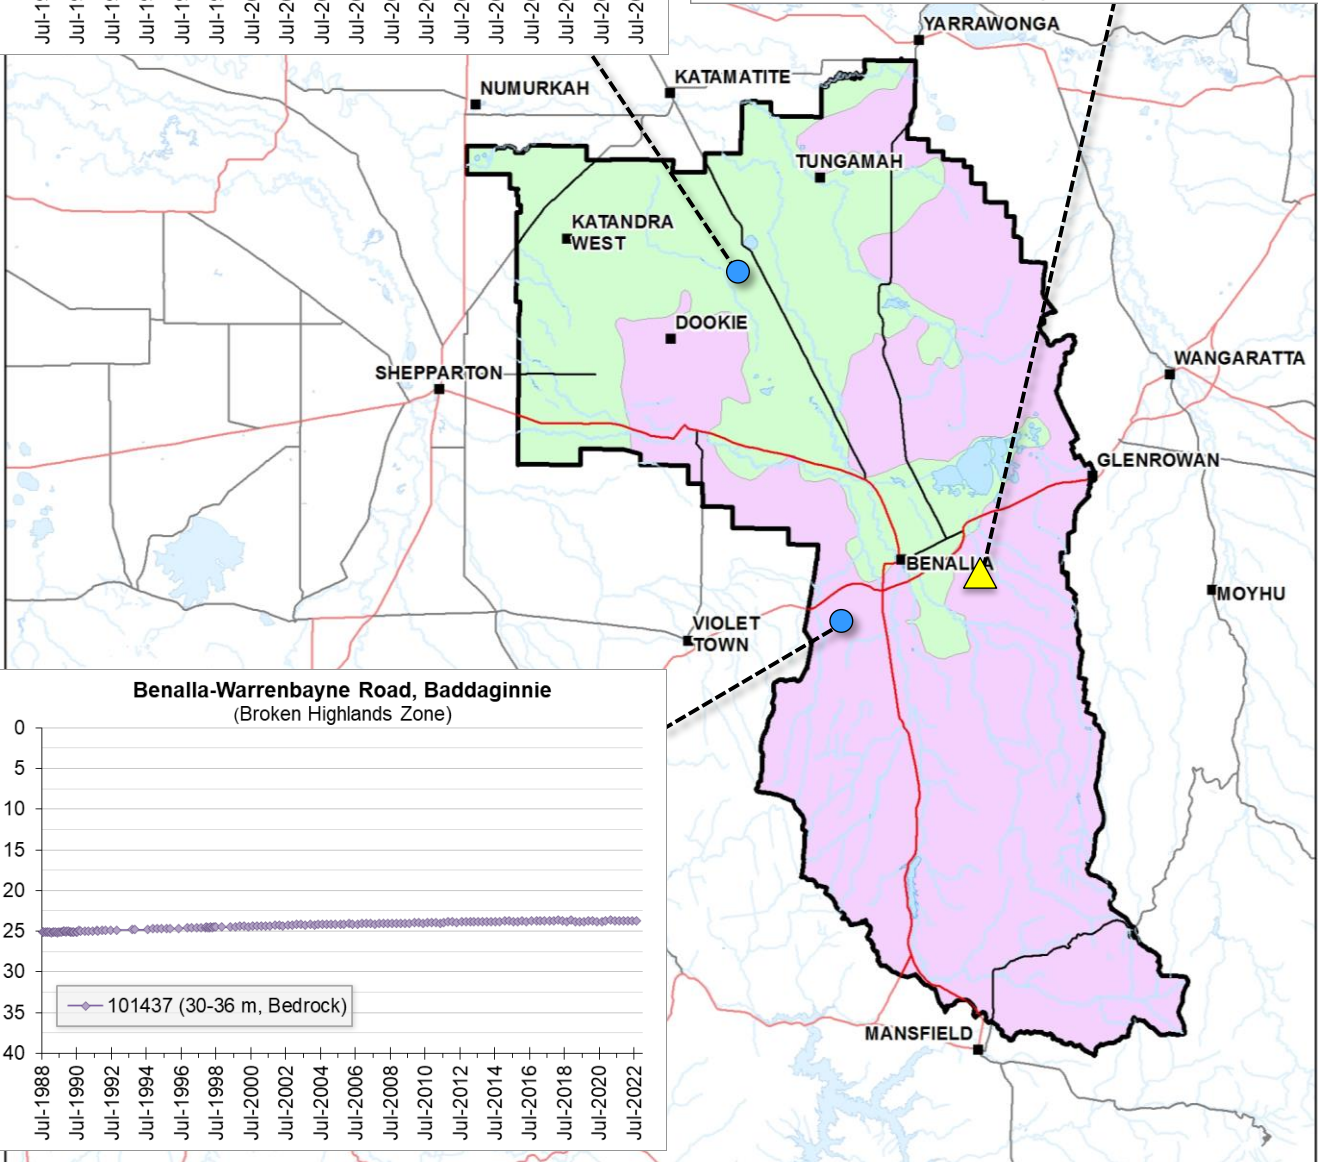 YARRAWONGA
KATAMATITE
NUMURKAH
TUNGAMAH
KATANDRA
WEST
DOOKIE
SHEPPARTON
WANGARATTA
GLENROWAN
BENALLA
MOYHU
VIOLET
TOWN
MANSFIELD
Benalla-Warrenbayne Road, Baddaginnie
(Broken Highlands Zone)
0
5
10
15
20
25
30
35
40
101437 (30-36 m, Bedrock)
Jul-1988
Jul-1990
Jul-1992
Jul-1994
Jul-1996
Jul-1998
Jul-2000
Jul-2002
Jul-2004
Jul-2006
Jul-2008
Jul-2010
Jul-2012
Jul-2014
Jul-2016
Jul-2018
Jul-2020
Jul-2022